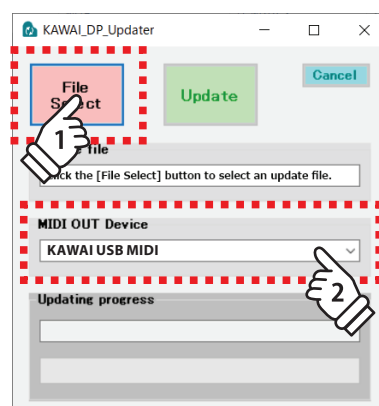 KAWAI_DP_Updater
File
Select
Update
Cancel
1
file
Click the [File Select] button to select an update file.
MIDI OUT Device
KAWAI USB MIDI
2
Updating progress